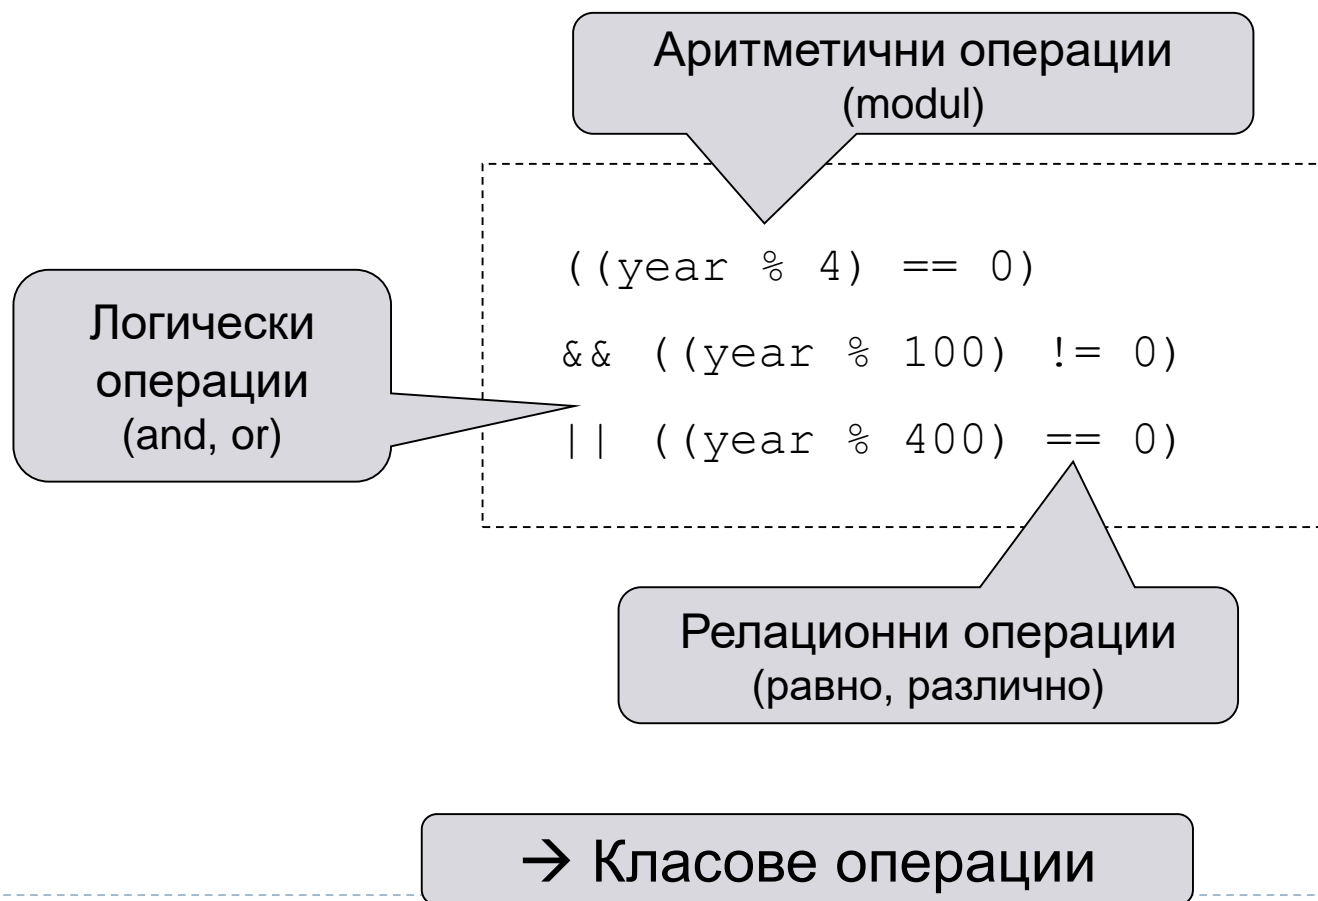 Аритметични операции
(modul)
((year % 4) == 0)
&& ((year % 100) != 0)
|| ((year % 400) == 0)
Логически
операции
(and, or)
Релационни операции
(равно, различно)
→ Класове операции